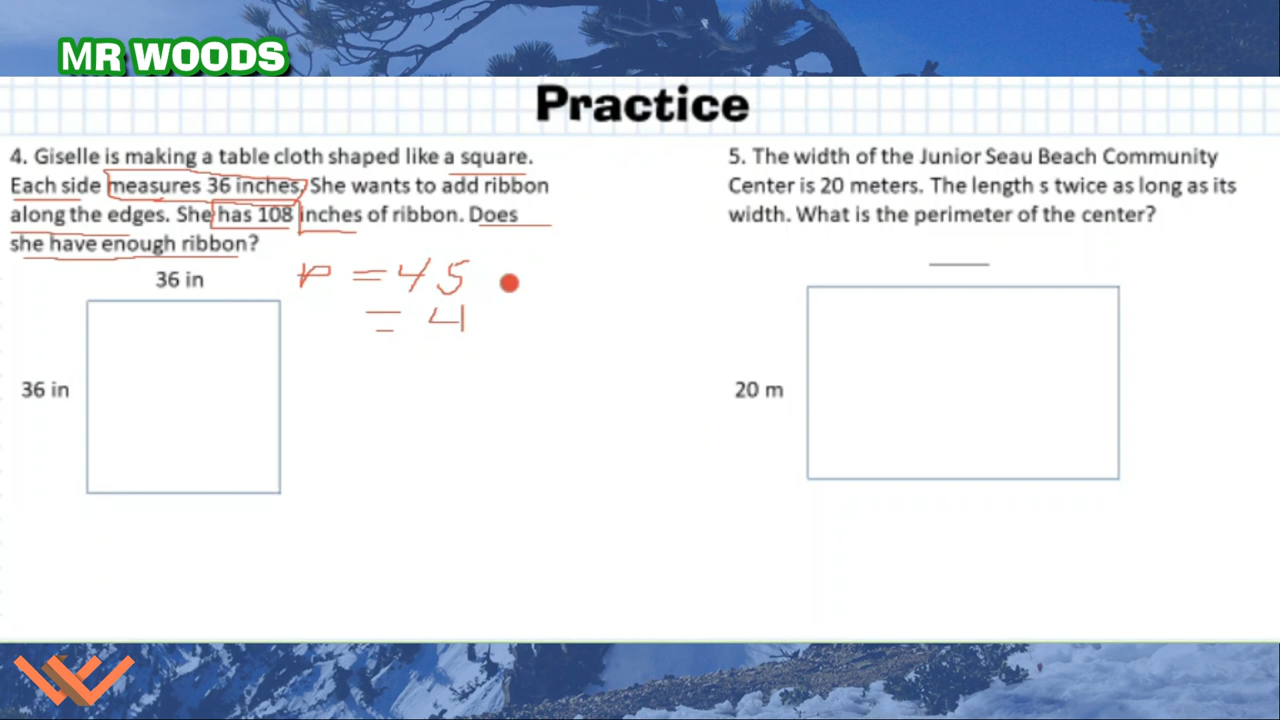 MR WOODS
Practice
4. Giselle is making a table cloth shaped like a square.
Each side measures 36 inches. She wants to add ribbon
along the edges. She has 108 inches of ribbon. Does
she have enough ribbon?
36 in
36 in
P = 4 S
= 4
5. The width of the Junior Seau Beach Community
Center is 20 meters. The length s twice as long as its
width. What is the perimeter of the center?
20 m